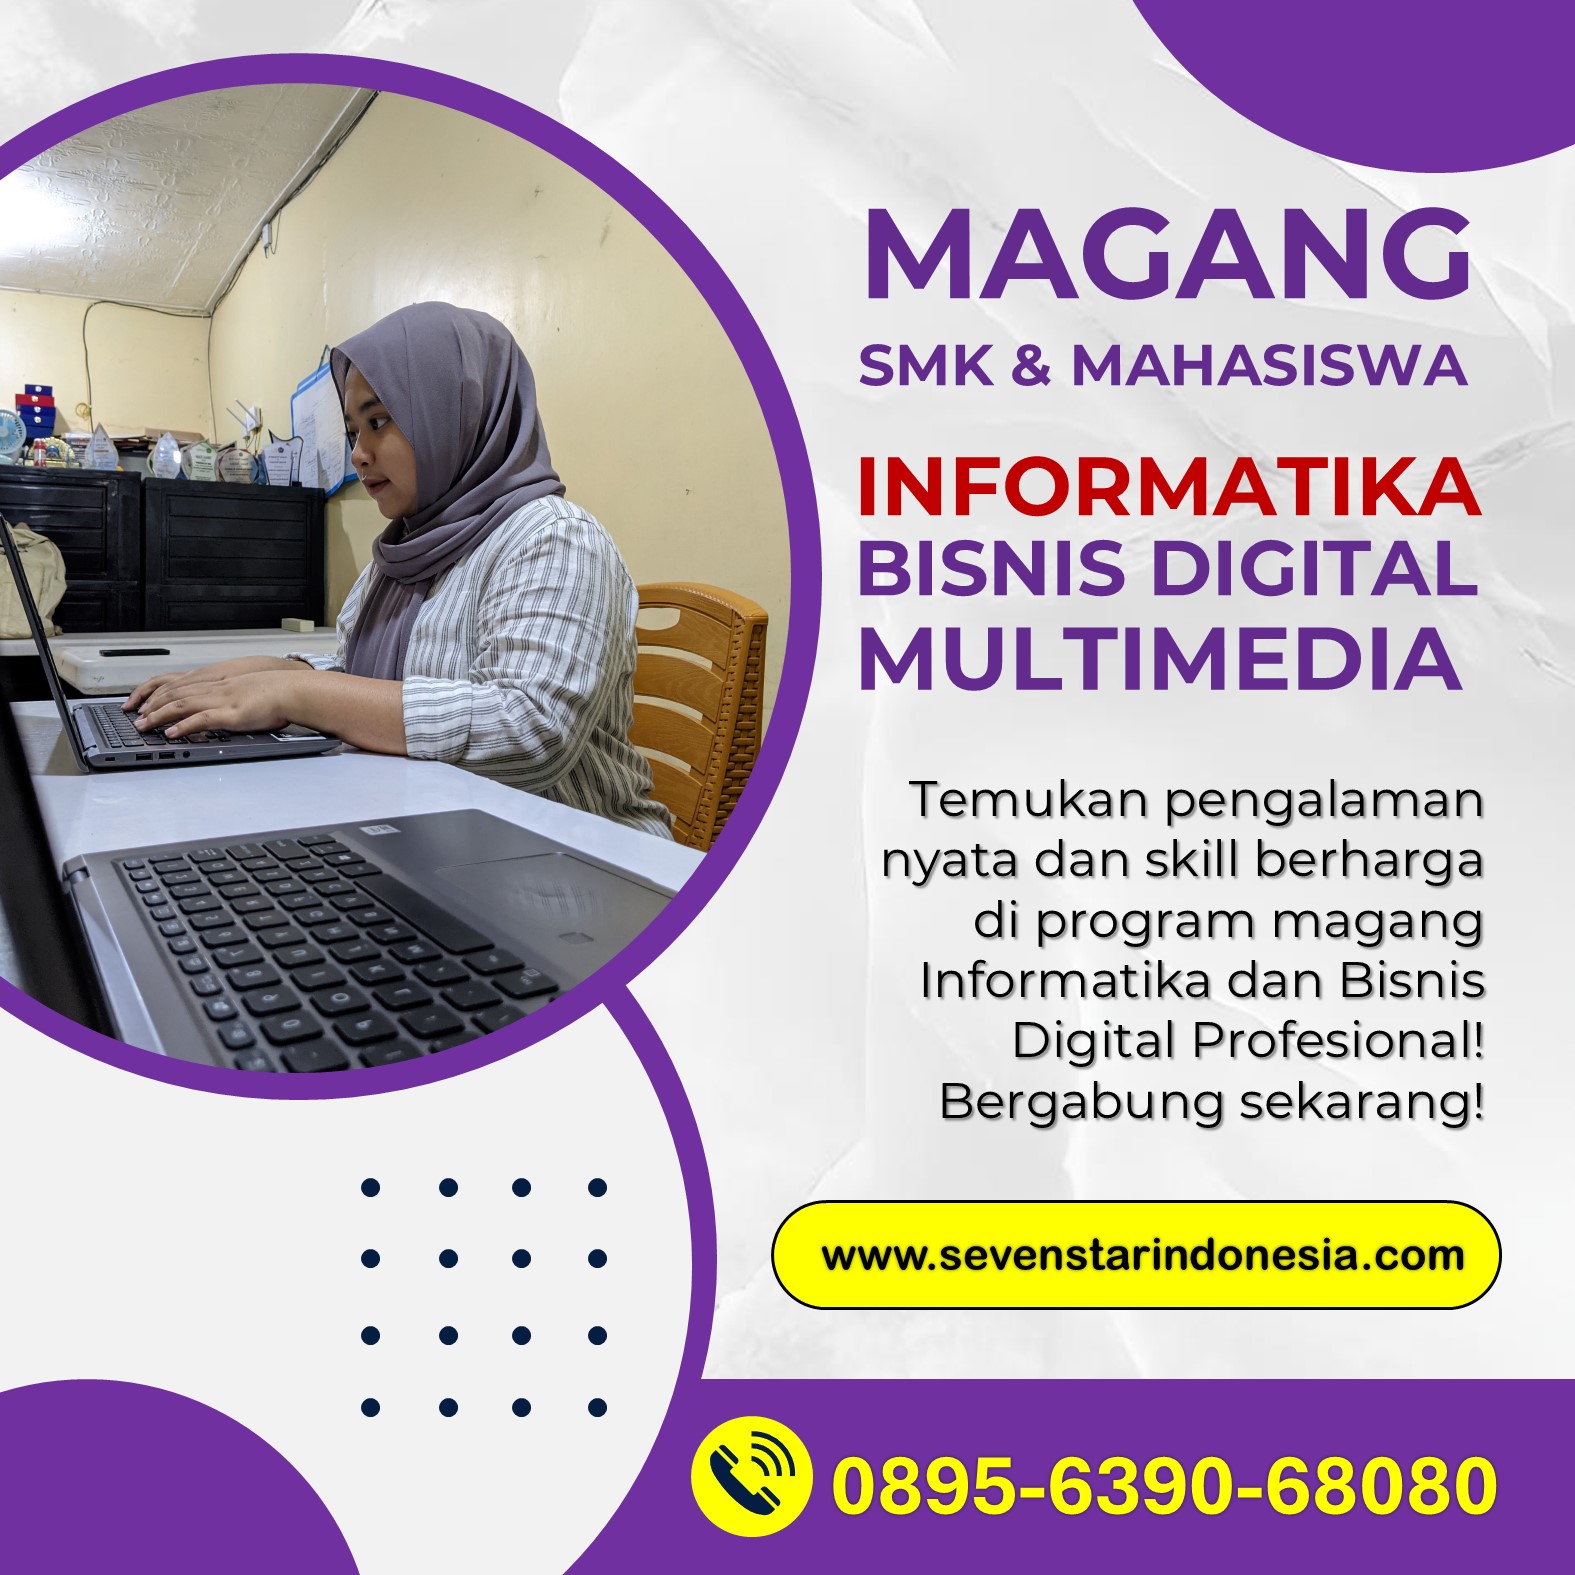 MAGANG
SMK & MAHASISWA
INFORMATIKA
BISNIS DIGITAL
MULTIMEDIA
Temukan pengalaman
nyata dan skill berharga
di program magang
Informatika dan Bisnis
Digital Profesional!
Bergabung sekarang!
www.sevenstarindonesia.com
0895-6390-68080